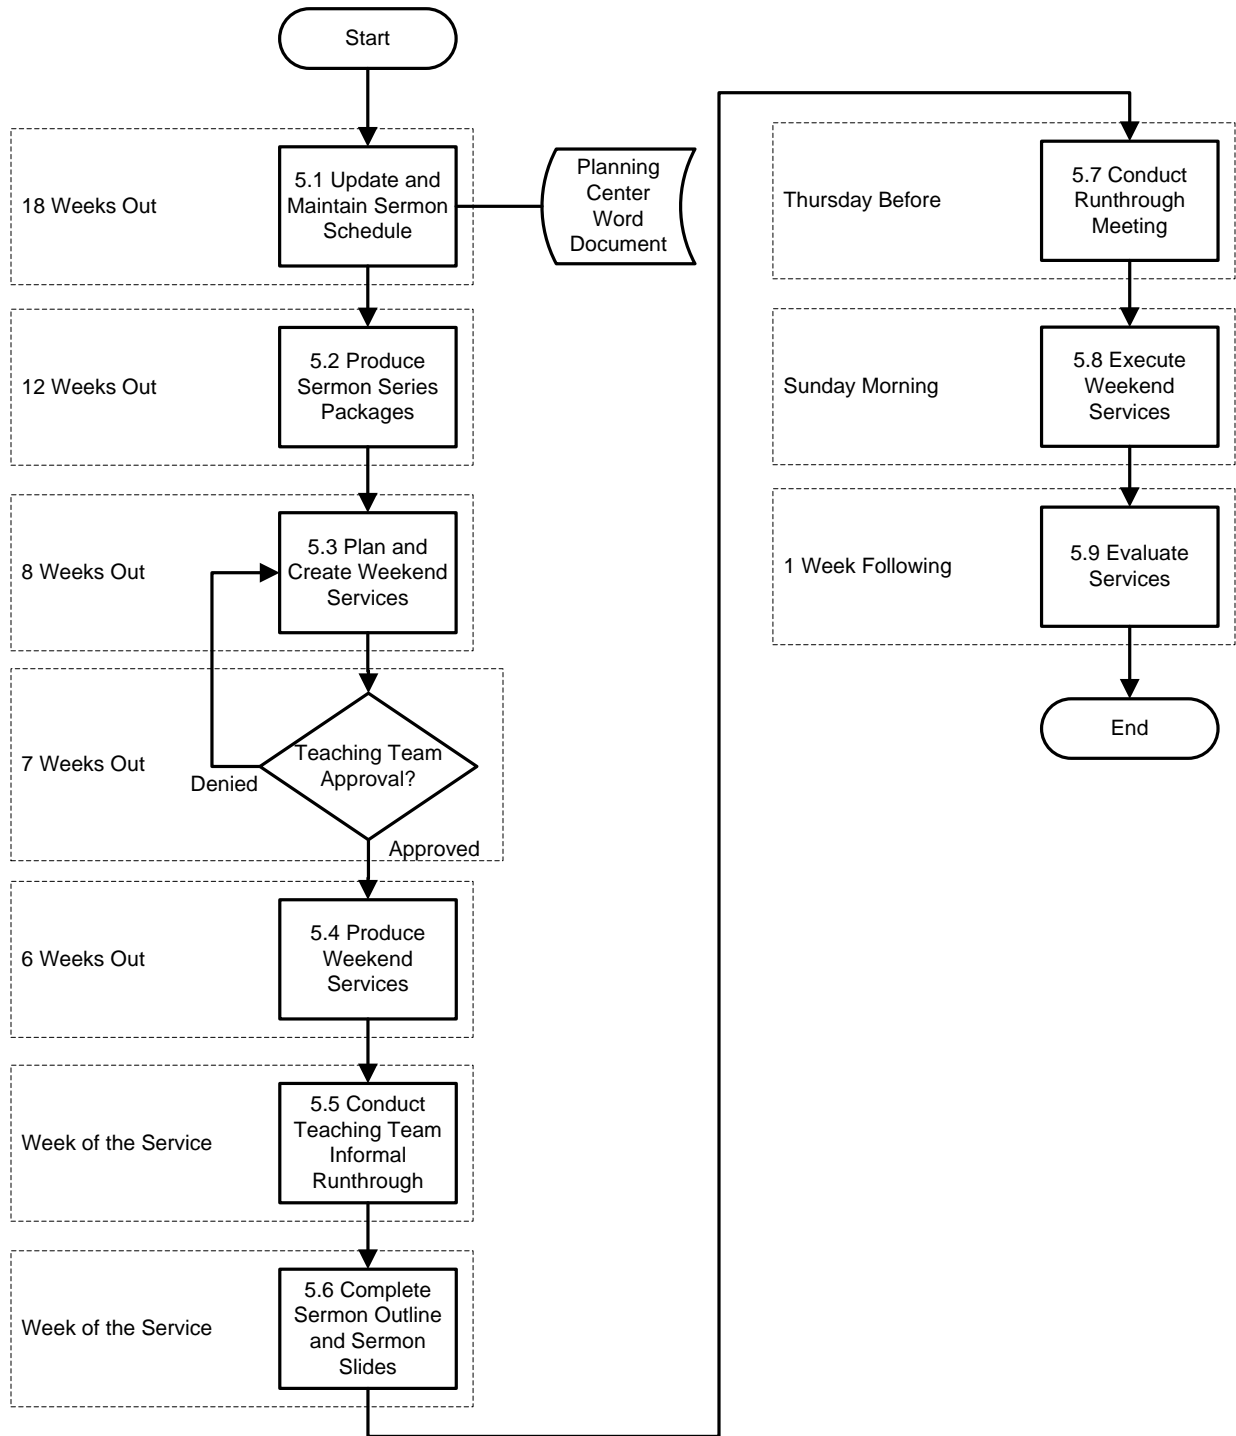 Start
18 Weeks Out
5.1 Update and
Maintain Sermon
Schedule
Planning
Center
Word
Document
12 Weeks Out
5.2 Produce
Sermon Series
Packages
8 Weeks Out
5.3 Plan and
Create Weekend
Services
7 Weeks Out
Teaching Team
Approval?
Denied
Approved
6 Weeks Out
5.4 Produce
Weekend
Services
Week of the Service
5.5 Conduct
Teaching Team
Informal
Runthrough
Week of the Service
5.6 Complete
Sermon Outline
and Sermon
Slides
Thursday Before
5.7 Conduct
Runthrough
Meeting
Sunday Morning
5.8 Execute
Weekend
Services
1 Week Following
5.9 Evaluate
Services
End